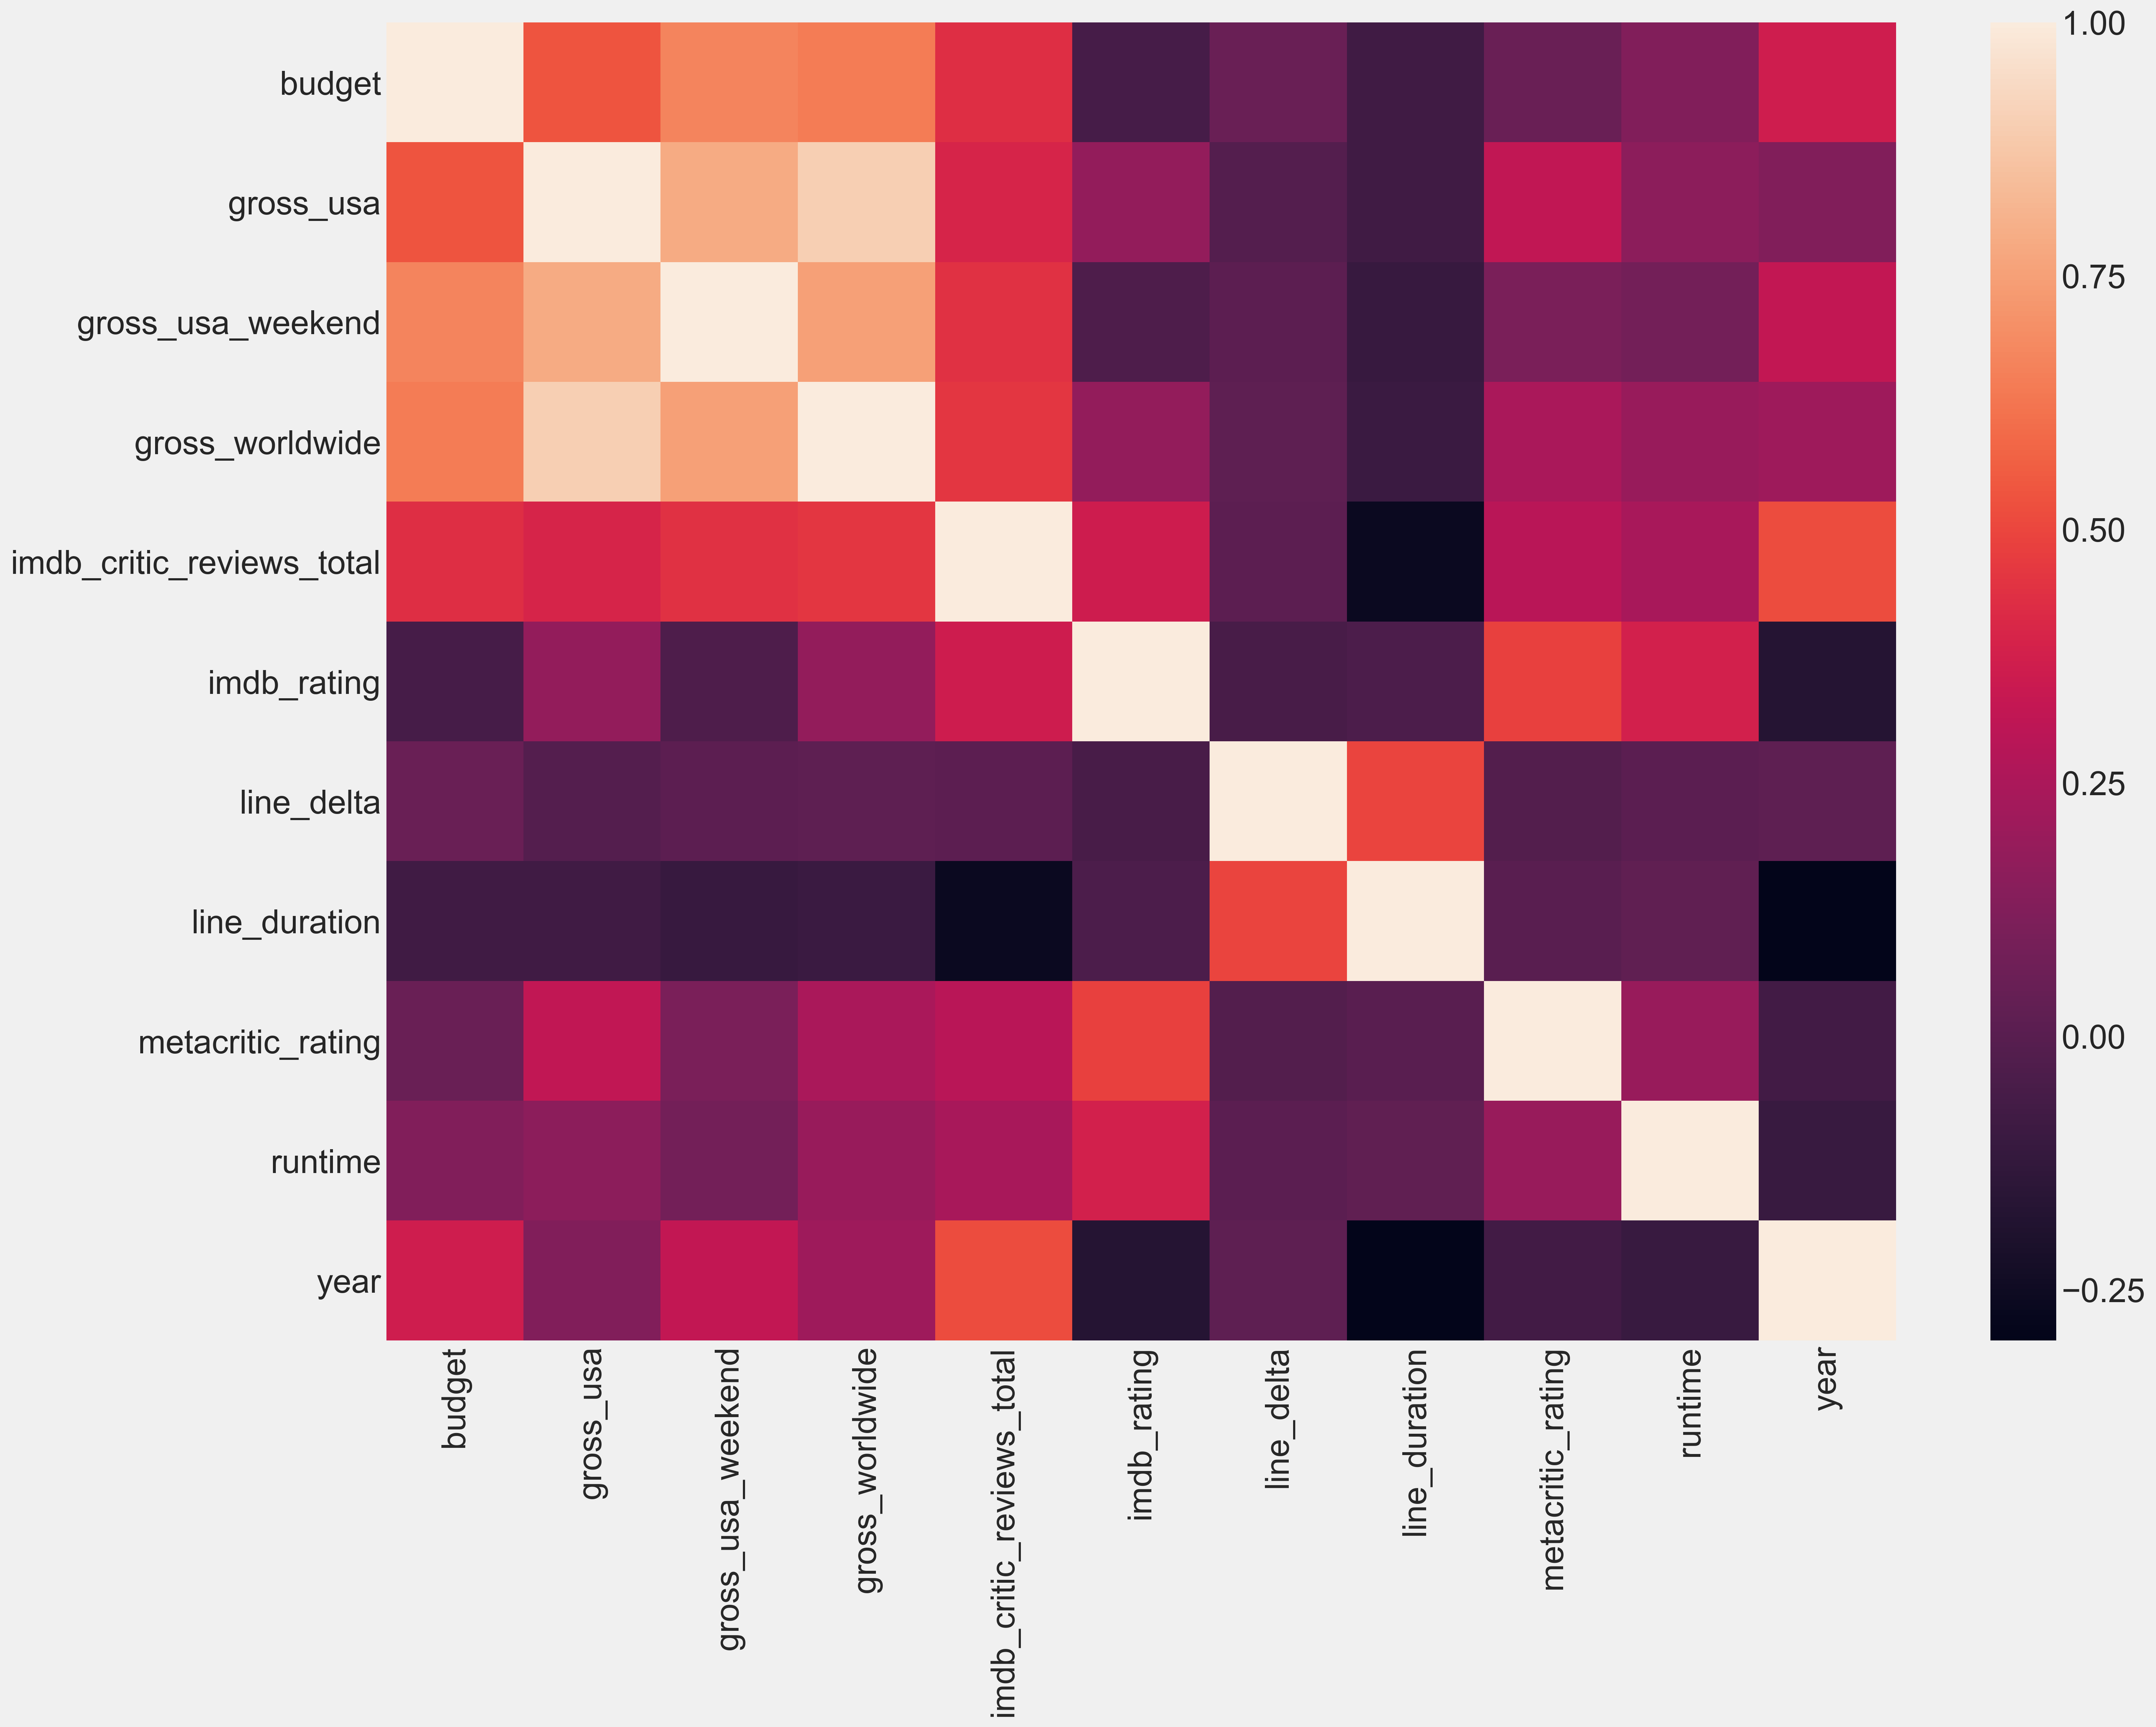 budget
gross_usa
gross_usa_weekend
gross_worldwide
imdb_critic_reviews_total
imdb_rating
line_delta
line_duration
metacritic_rating
runtime
year
budget
gross_usa
gross_usa_weekend
gross_worldwide
imdb_critic_reviews_total
imdb_rating
line_delta
line_duration
metacritic_rating
runtime
year
1.00
0.75
0.50
0.25
0.00
−0.25